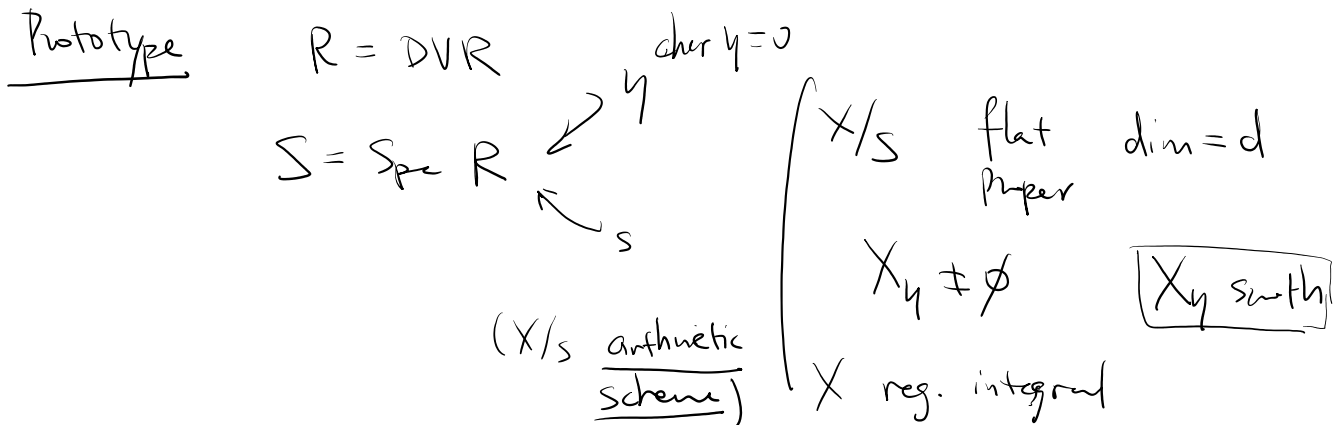 Prototype
R = DVR
char η = 0
η
S = Spec R
s
X/S flat dim = d
proper
X_η ≠ ∅
X_η smooth
(X/S arithmetic
scheme)
X reg. integral